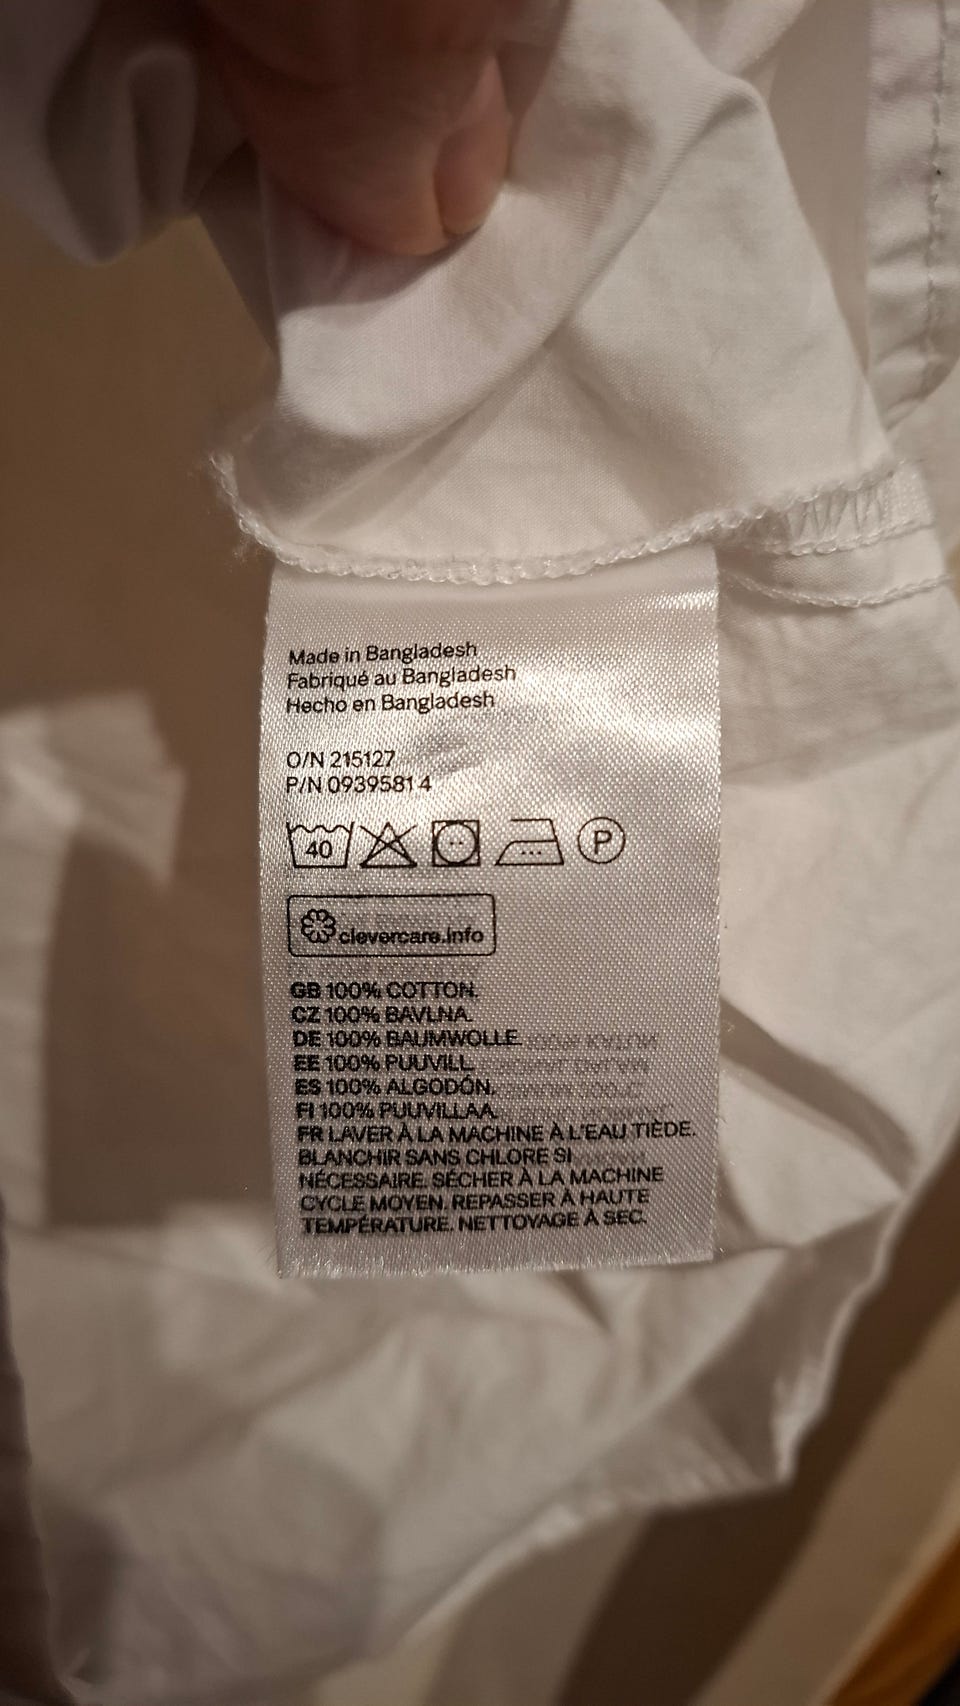 Made in Bangladesh
Fabriqué au Bangladesh
Hecho en Bangladesh
O/N 215127
P/N 0939581 4
40
P
clevercare.info
GB 100% COTTON.
CZ 100% BAVLNA.
DE 100% BAUMWOLLE.
EE 100% PUUVILL.
ES 100% ALGODÓN.
FI 100% PUUVILLAA.
FR LAVER À LA MACHINE À L'EAU TIÈDE.
BLANCHIR SANS CHLORE SI
NÉCESSAIRE. SÉCHER À LA MACHINE
CYCLE MOYEN. REPASSER À HAUTE
TEMPÉRATURE. NETTOYAGE À SEC.